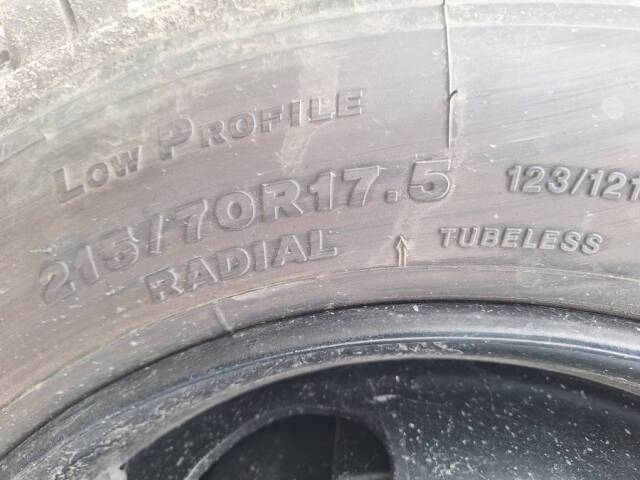 LOW PROFILE
215/70R17.5 123/121
RADIAL ↑ TUBELESS